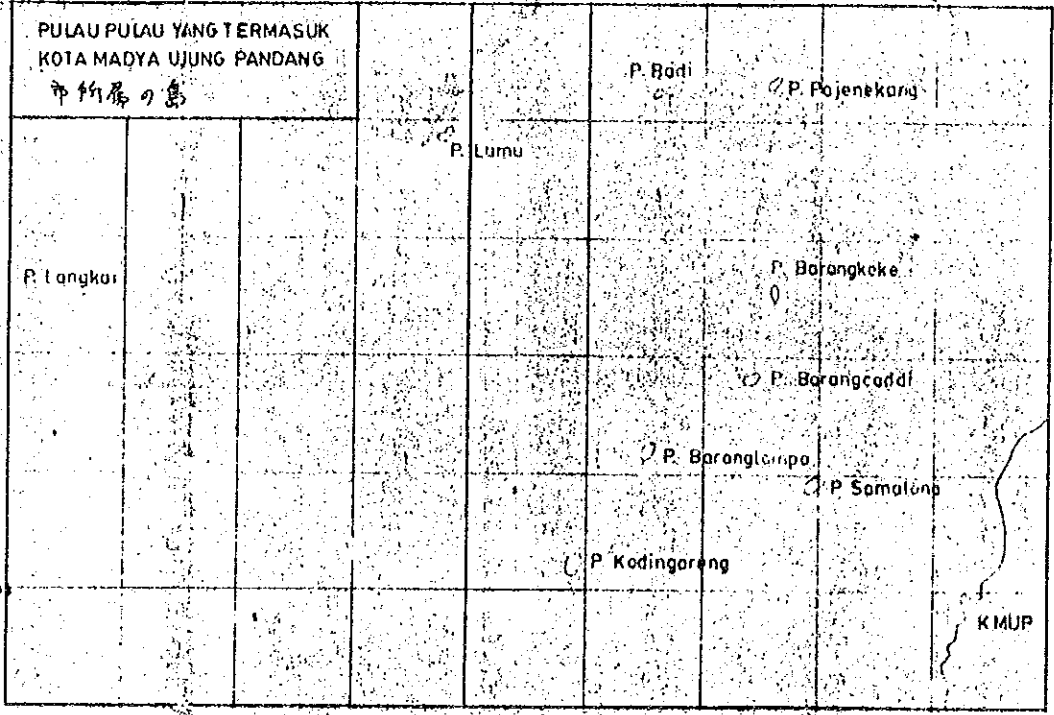 PULAU PULAU YANG TERMASUK
KOTA MADYA UJUNG PANDANG
市所属の島
P. Badi
P. Pajenekang
P. Lumu
P. Langkai
P. Barangkeke
P. Barangcaddi
P. Baranglompo
P. Samalona
P. Kodingareng
KMUP